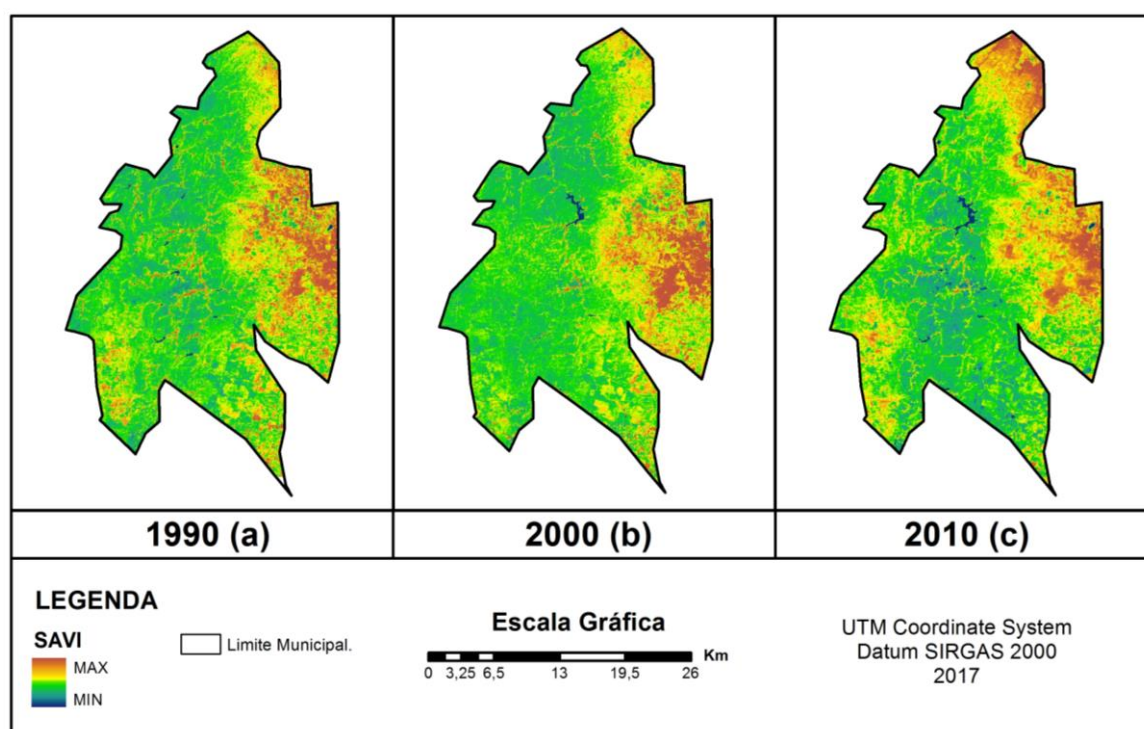 1990 (a)
2000 (b)
2010 (c)
LEGENDA
SAVI
MAX
MIN
Limite Municipal.
Escala Gráfica
Km
0 3,25 6,5 13 19,5 26
UTM Coordinate System
Datum SIRGAS 2000
2017